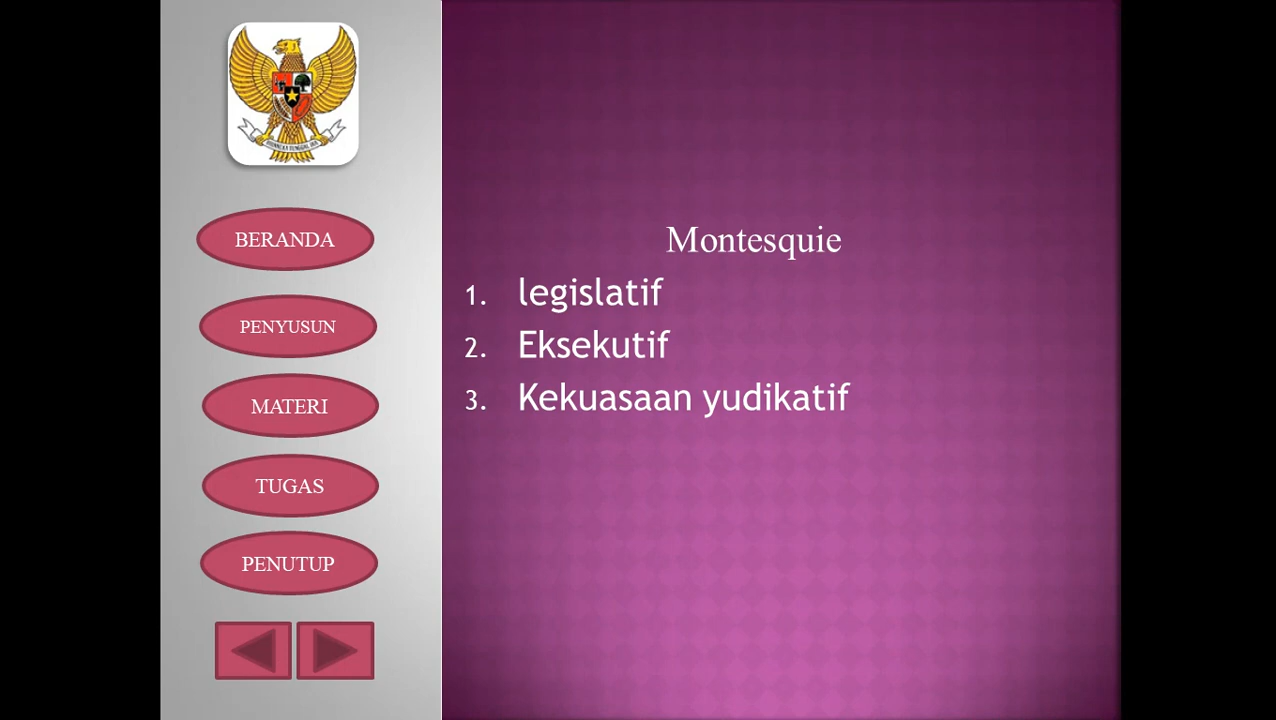 BERANDA
PENYUSUN
MATERI
TUGAS
PENUTUP
Montesquie
1. legislatif
2. Eksekutif
3. Kekuasaan yudikatif